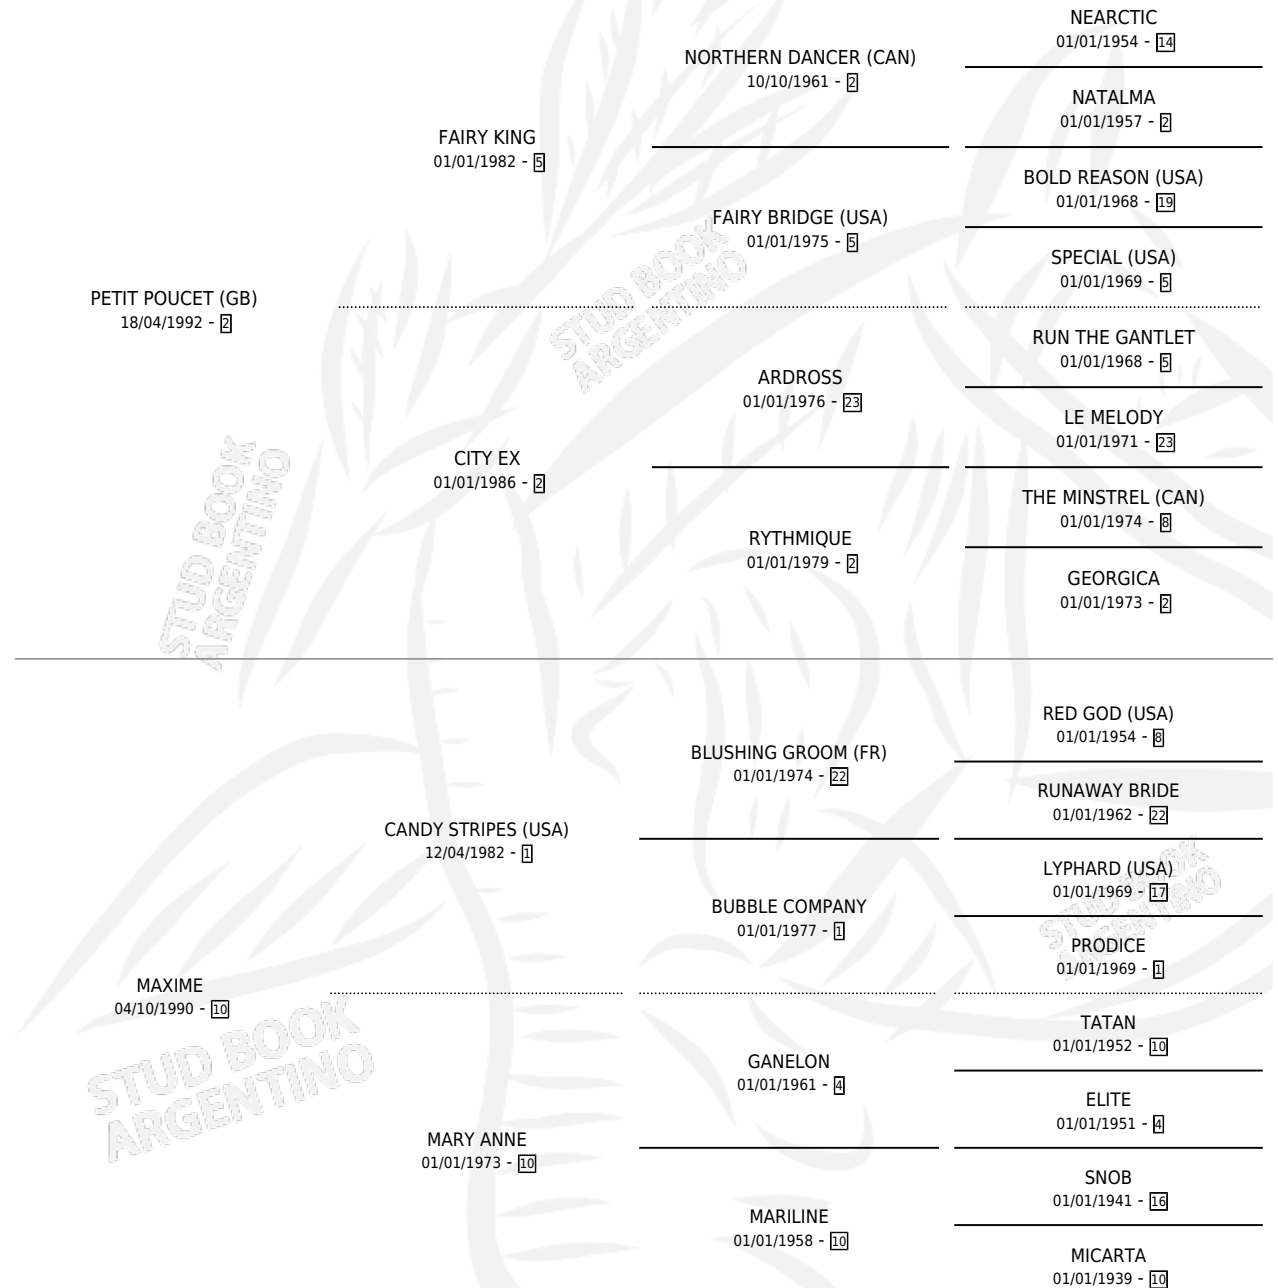 NEARCTIC
01/01/1954 - 14
NORTHERN DANCER (CAN)
10/10/1961 - 2
NATALMA
01/01/1957 - 2
FAIRY KING
01/01/1982 - 5
BOLD REASON (USA)
01/01/1968 - 19
FAIRY BRIDGE (USA)
01/01/1975 - 5
SPECIAL (USA)
01/01/1969 - 5
PETIT POUCET (GB)
18/04/1992 - 2
STUD BOOK
ARGENTINO
RUN THE GANTLET
01/01/1968 - 5
ARDROSS
01/01/1976 - 23
LE MELODY
01/01/1971 - 23
CITY EX
01/01/1986 - 2
THE MINSTREL (CAN)
01/01/1974 - 8
RYTHMIQUE
01/01/1979 - 2
GEORGICA
01/01/1973 - 2
STUD BOOK
ARGENTINO
RED GOD (USA)
01/01/1954 - 8
BLUSHING GROOM (FR)
01/01/1974 - 22
RUNAWAY BRIDE
01/01/1962 - 22
CANDY STRIPES (USA)
12/04/1982 - 1
LYPHARD (USA)
01/01/1969 - 17
BUBBLE COMPANY
01/01/1977 - 1
STUD BOOK
ARGENTINO
PRODICE
01/01/1969 - 1
MAXIME
04/10/1990 - 10
TATAN
01/01/1952 - 10
GANELON
01/01/1961 - 4
STUD BOOK
ARGENTINO
ELITE
01/01/1951 - 4
MARY ANNE
01/01/1973 - 10
SNOB
01/01/1941 - 16
MARILINE
01/01/1958 - 10
MICARTA
01/01/1939 - 10